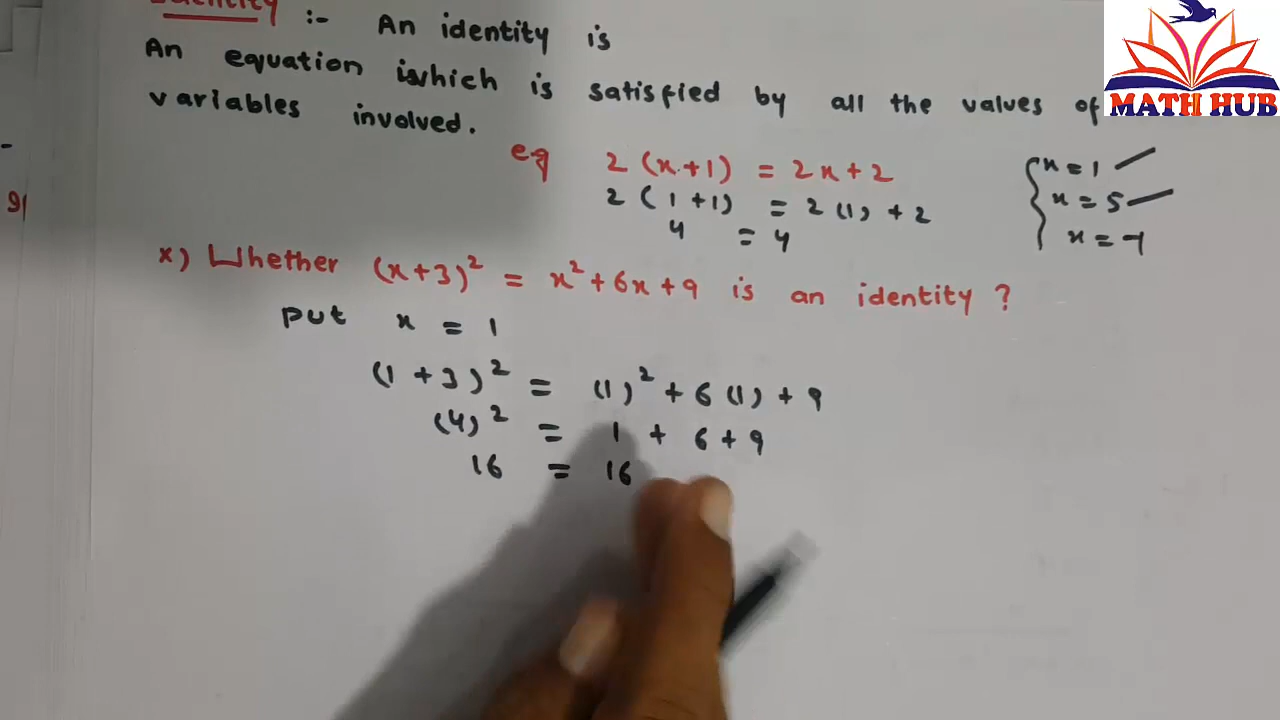 Identity :- An identity is
An equation which is satisfied by all the values of
variables involved.
MATH HUB
eg 2 (x+1) = 2x+2
2 (1+1) = 2(1) + 2
4 = 4
x = 1
x = 5
x = -1
x) Whether (x+3)² = x²+6x+9 is an identity ?
put x = 1
(1+3)² = (1)² + 6(1) + 9
(4)² = 1 + 6+9
16 = 16